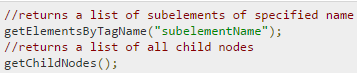 //returns a list of subelements of specified name
getElementsByTagName("subelementName");
//returns a list of all child nodes
getChildNodes();